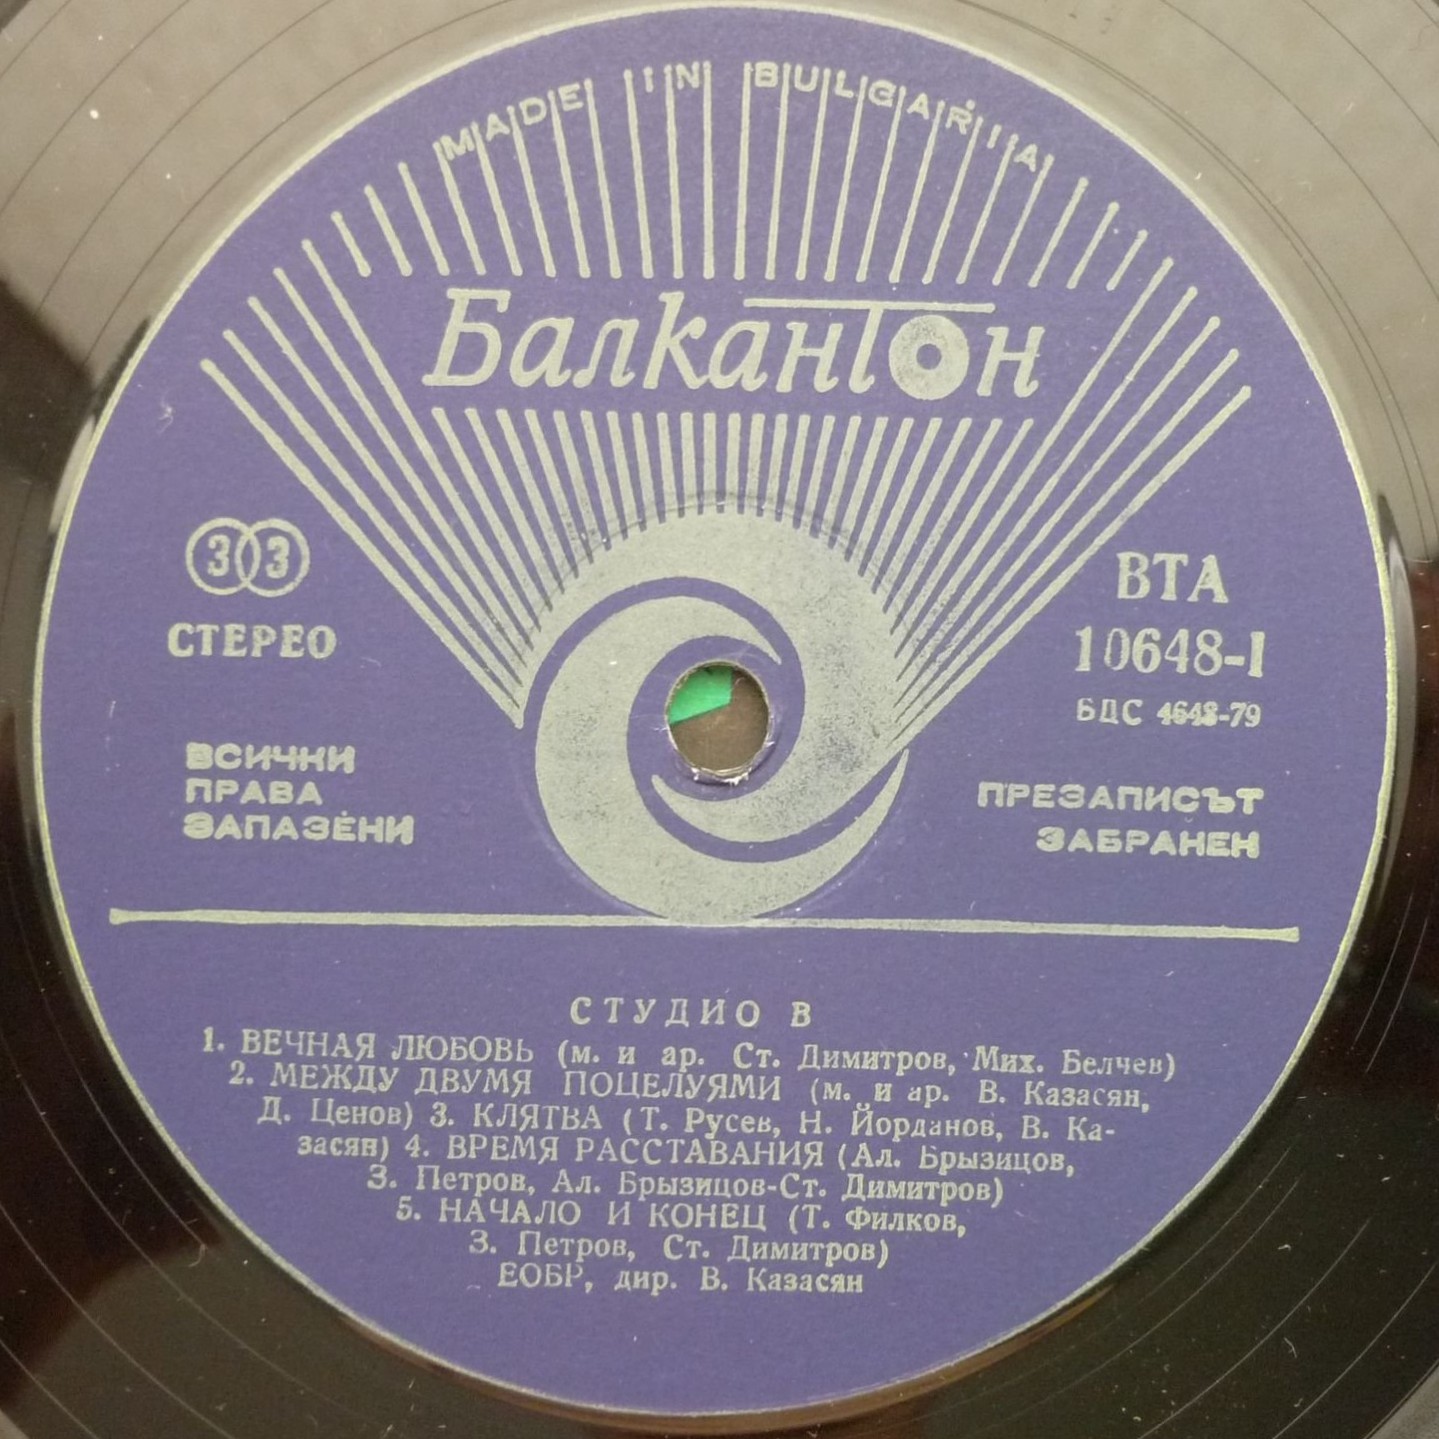 MADE IN BULGARIA
Балкантон
33
СТЕРЕО
ВТА
10648-I
БДС 4648-79
ВСИЧКИ
ПРАВА
ЗАПАЗЕНИ
ПРЕЗАПИСЪТ
ЗАБРАНЕН
СТУДИО В
1. ВЕЧНАЯ ЛЮБОВЬ (м. и ар. Ст. Димитров, Мих. Белчев)
2. МЕЖДУ ДВУМЯ ПОЦЕЛУЯМИ (м. и ар. В. Казасян,
Д. Ценов) 3. КЛЯТВА (Т. Русев, Н. Йорданов, В. Ка-
засян) 4. ВРЕМЯ РАССТАВАНИЯ (Ал. Брызицов,
З. Петров, Ал. Брызицов-Ст. Димитров)
5. НАЧАЛО И КОНЕЦ (Т. Филков,
З. Петров, Ст. Димитров)
ЕОБР, дир. В. Казасян